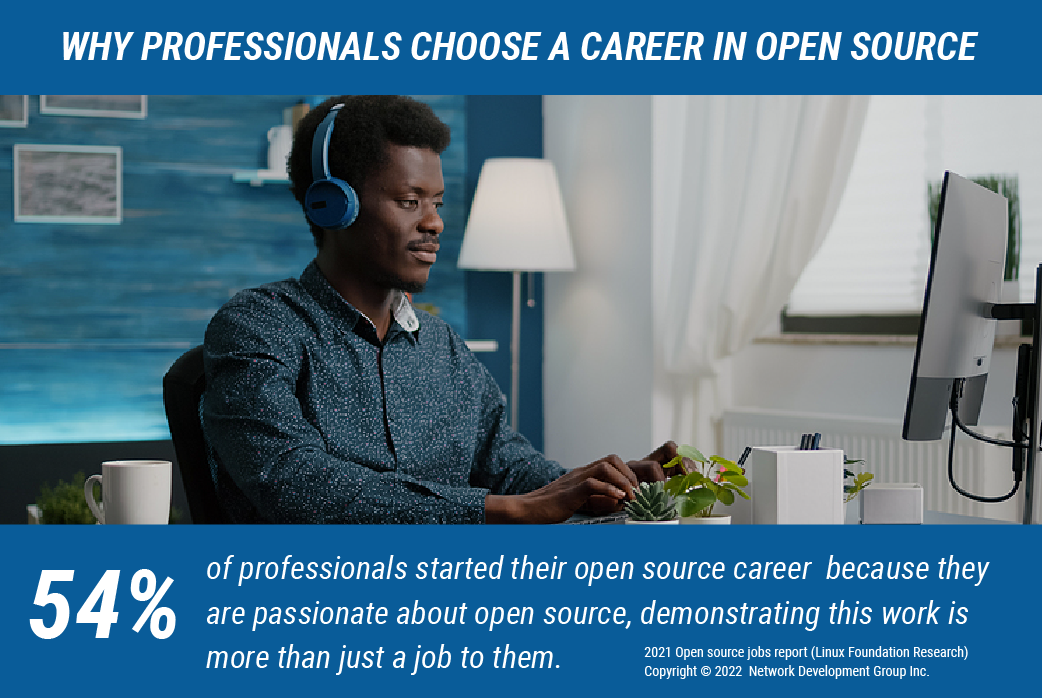 WHY PROFESSIONALS CHOOSE A CAREER IN OPEN SOURCE
54%
of professionals started their open source career because they
are passionate about open source, demonstrating this work is
more than just a job to them.
2021 Open source jobs report (Linux Foundation Research)
Copyright © 2022 Network Development Group Inc.